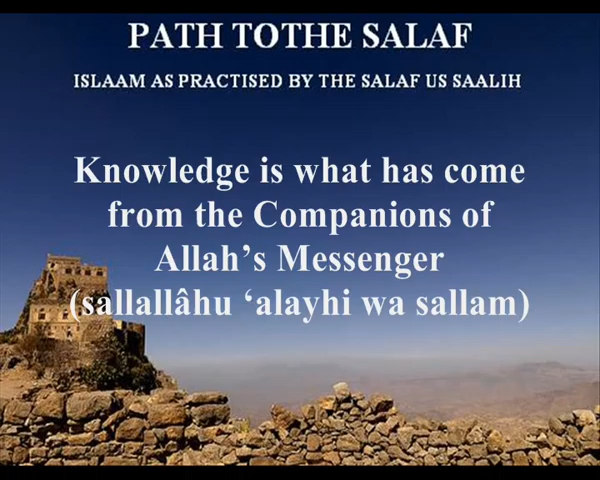 PATH TOTHE SALAF
ISLAAM AS PRACTISED BY THE SALAF US SAALIH
Knowledge is what has come
from the Companions of
Allah’s Messenger
(sallallâhu ‘alayhi wa sallam)